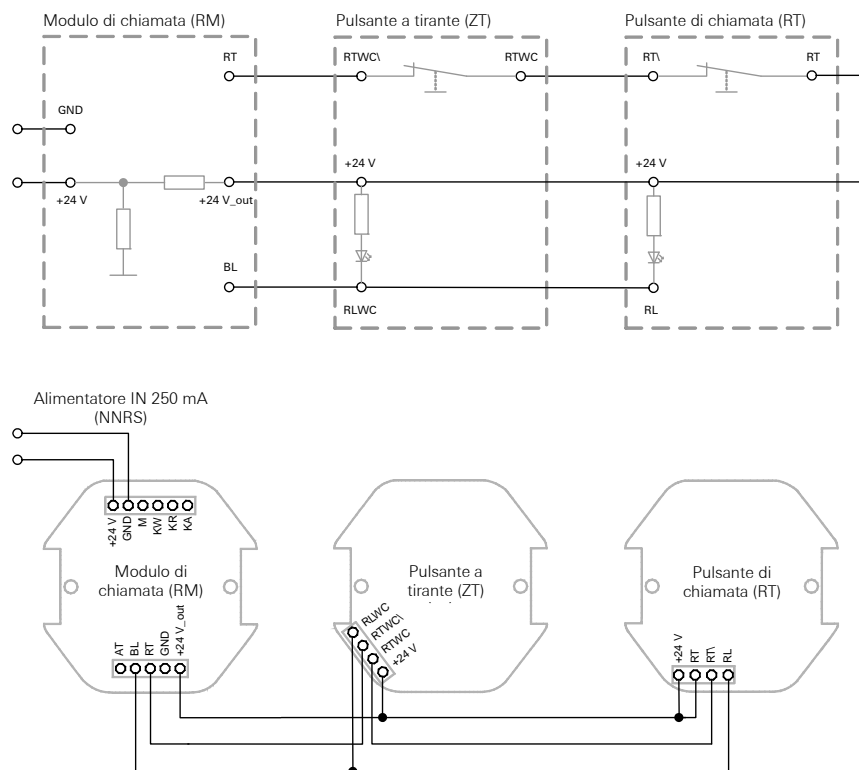 Modulo di chiamata (RM)
Pulsante a tirante (ZT)
Pulsante di chiamata (RT)
RT
RTWC\
RTWC
RT\
RT
GND
+24 V
+24 V
+24 V
+24 V_out
BL
RLWC
RL
Alimentatore IN 250 mA
(NNRS)
+24 V
GND
M
KW
KR
KA
Modulo di
chiamata (RM)
Pulsante a
tirante (ZT)
Pulsante di
chiamata (RT)
AT
BL
RT
GND
+24 V_out
RLWC
RTWC\
RTWC
+24 V
+24 V
RT
RT\
RL